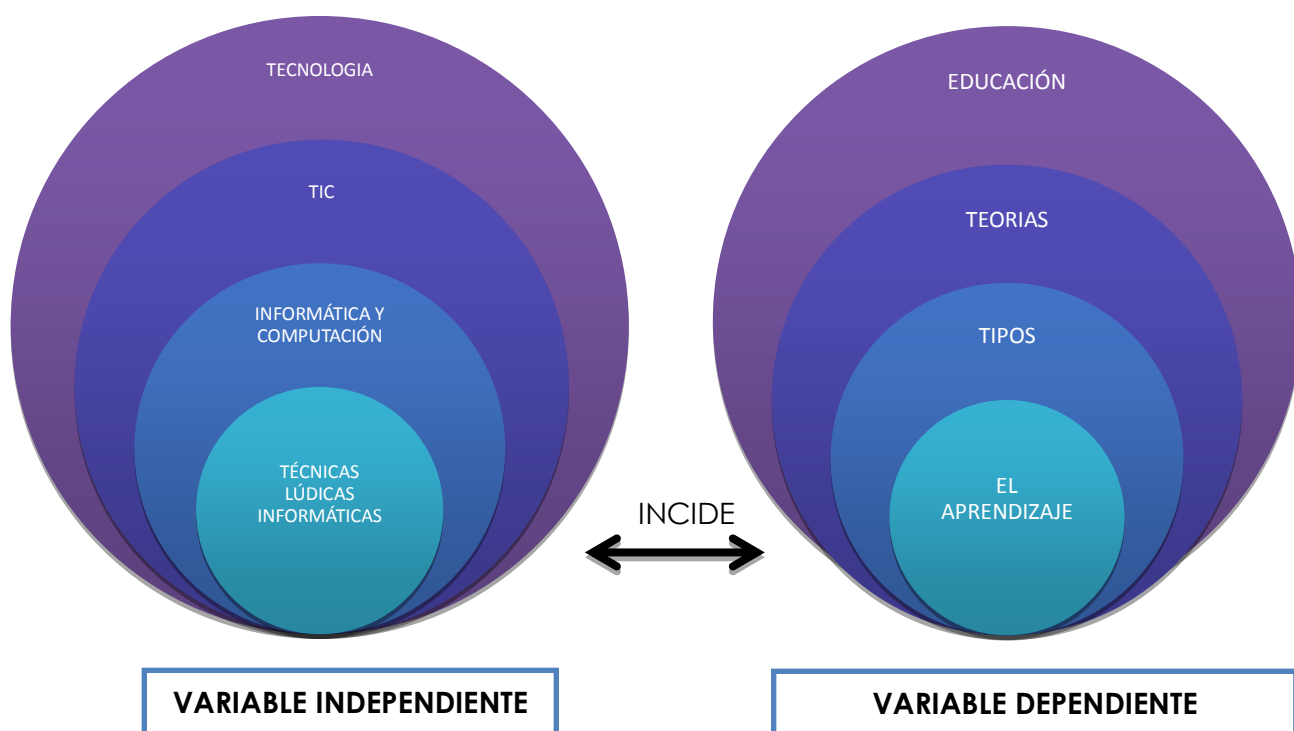 TECNOLOGIA
TIC
INFORMÁTICA Y
COMPUTACIÓN
TÉCNICAS
LÚDICAS
INFORMÁTICAS
INCIDE
EDUCACIÓN
TEORIAS
TIPOS
EL
APRENDIZAJE
VARIABLE INDEPENDIENTE
VARIABLE DEPENDIENTE